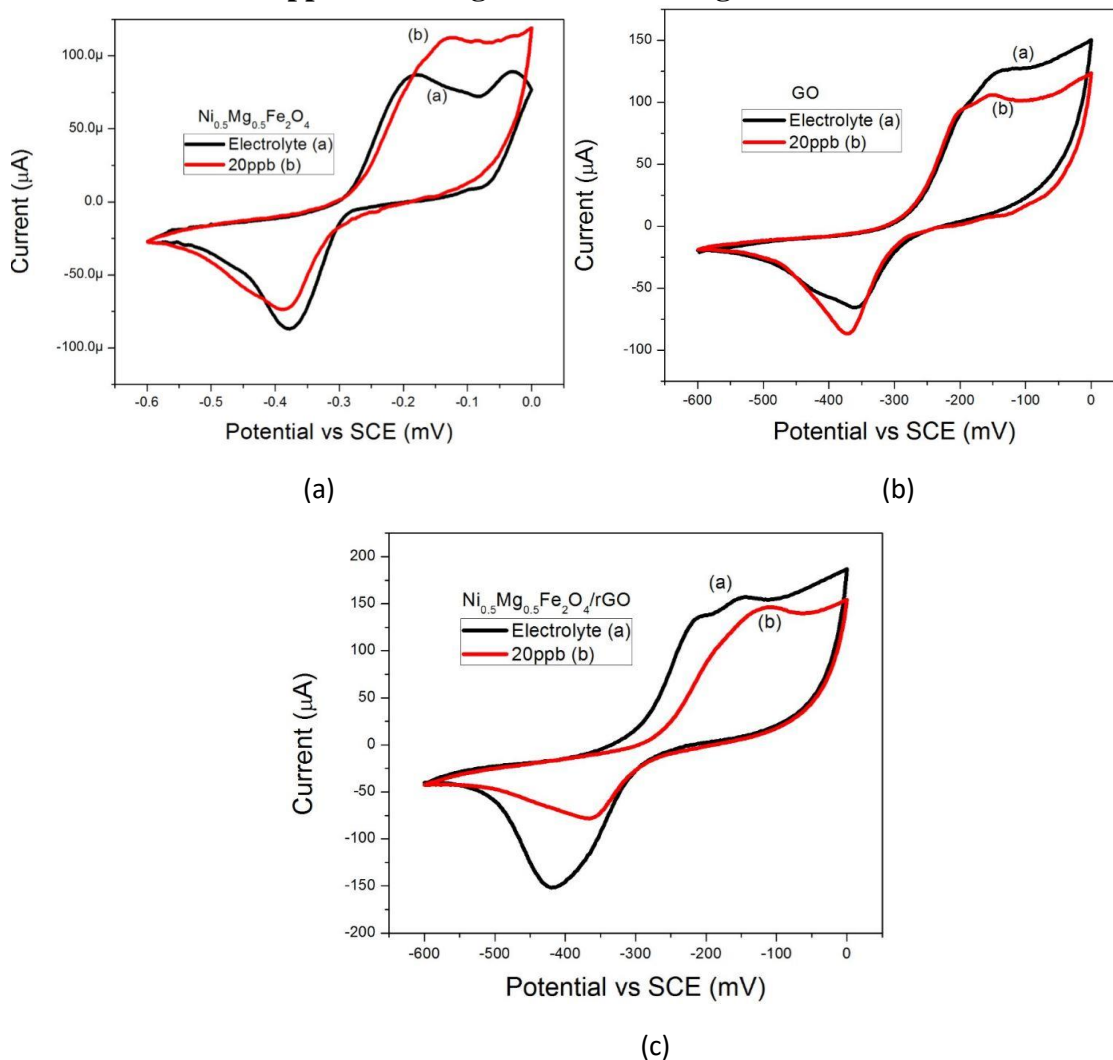 (b)
(a)
100.0µ
50.0µ
0.0
-50.0µ
-100.0µ
Current (µA)
Ni0.5Mg0.5Fe2O4
Electrolyte (a)
20ppb (b)
-0.6 -0.5 -0.4 -0.3 -0.2 -0.1 0.0
Potential vs SCE (mV)
(a)
(a)
(b)
150
100
50
0
-50
-100
Current (µA)
GO
Electrolyte (a)
20ppb (b)
-600 -500 -400 -300 -200 -100 0
Potential vs SCE (mV)
(b)
(a)
(b)
200
150
100
50
0
-50
-100
-150
-200
Current (µA)
Ni0.5Mg0.5Fe2O4/rGO
Electrolyte (a)
20ppb (b)
-600 -500 -400 -300 -200 -100 0
Potential vs SCE (mV)
(c)